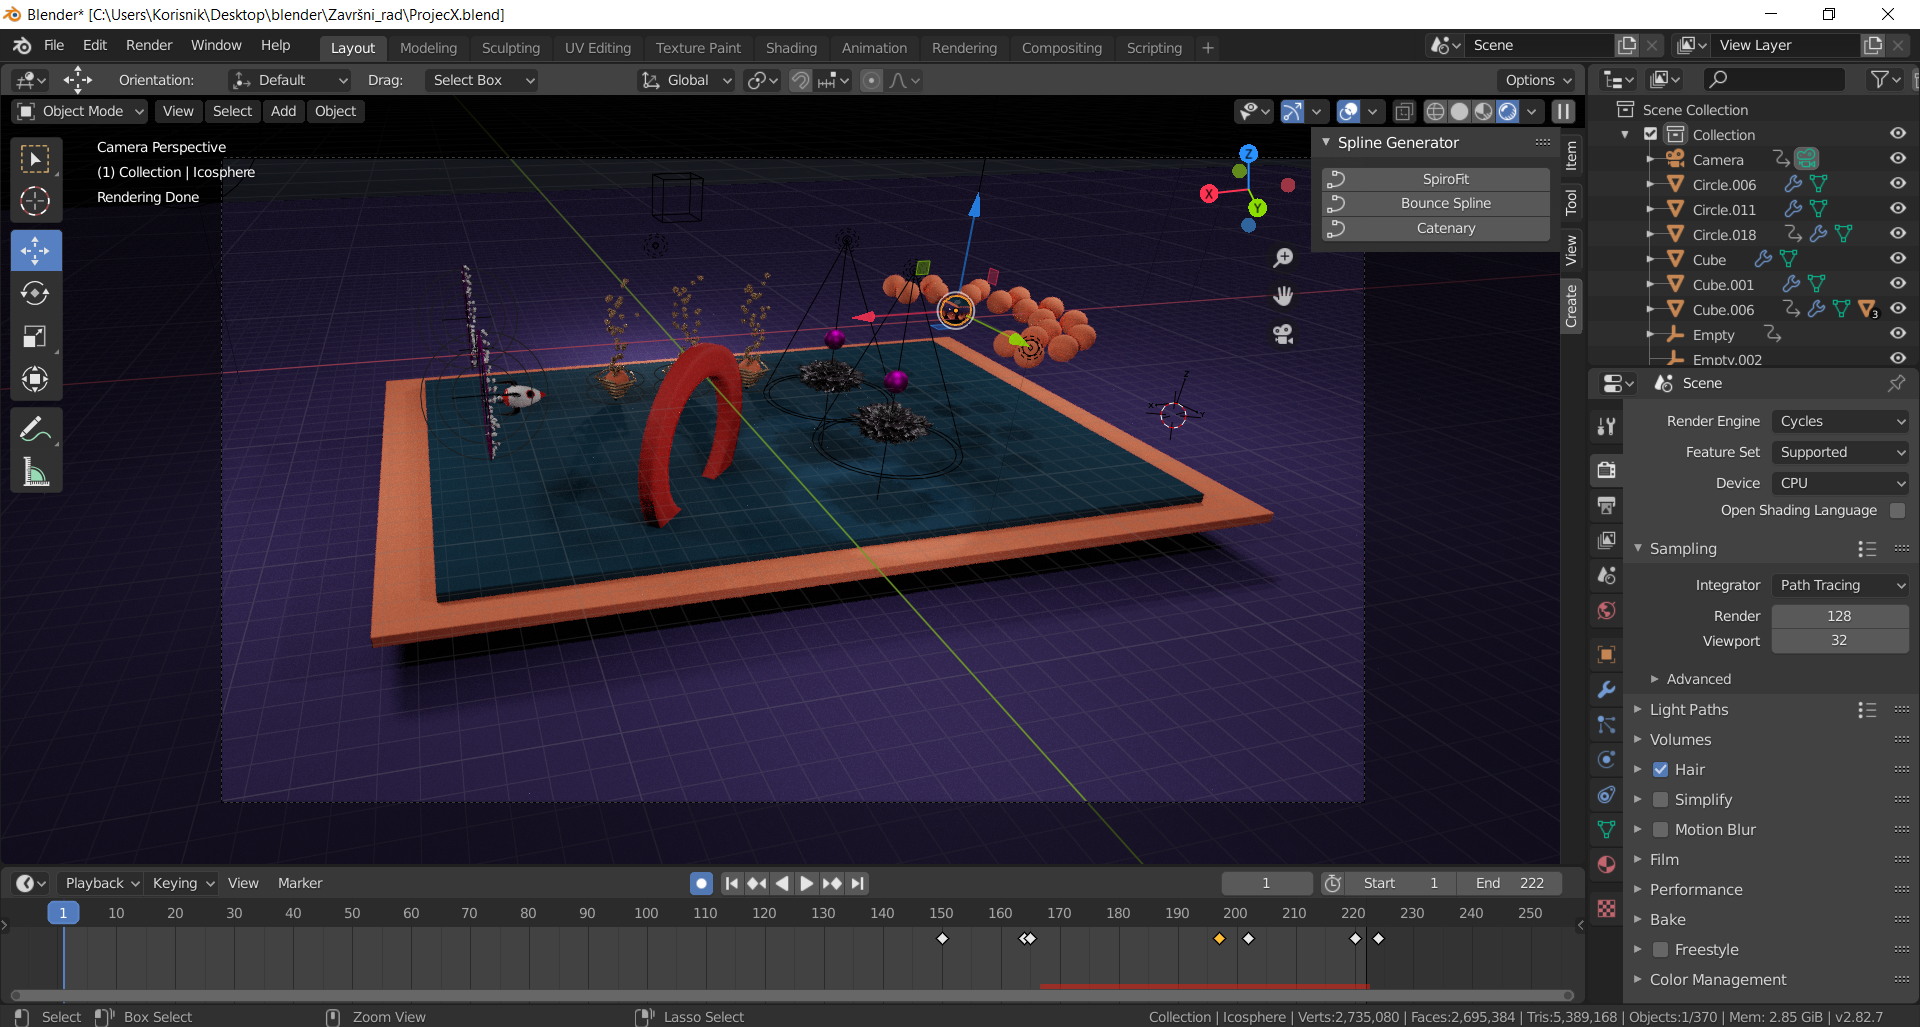 Blender* [C:\Users\Korisnik\Desktop\blender\Završni_rad\ProjecX.blend]
File Edit Render Window Help Layout Modeling Sculpting UV Editing Texture Paint Shading Animation Rendering Compositing Scripting + Scene View Layer
Orientation: Default Drag: Select Box Global Options
Object Mode View Select Add Object
Camera Perspective
(1) Collection | Icosphere
Rendering Done
Z
X
Y
Spline Generator
SpiroFit
Bounce Spline
Catenary
Item
Tool
View
Create
Scene Collection
Collection
Camera
Circle.006
Circle.011
Circle.018
Cube
Cube.001
Cube.006 3
Empty
Empty.002
Scene
Render Engine Cycles
Feature Set Supported
Device CPU
Open Shading Language
Sampling
Integrator Path Tracing
Render 128
Viewport 32
Advanced
Light Paths
Volumes
Hair
Simplify
Motion Blur
Film
Performance
Bake
Freestyle
Color Management
Playback Keying View Marker 1 Start 1 End 222
1 10 20 30 40 50 60 70 80 90 100 110 120 130 140 150 160 170 180 190 200 210 220 230 240 250
Select Box Select Zoom View Lasso Select Collection | Icosphere | Verts:2,735,080 | Faces:2,695,384 | Tris:5,389,168 | Objects:1/370 | Mem: 2.85 GiB | v2.82.7